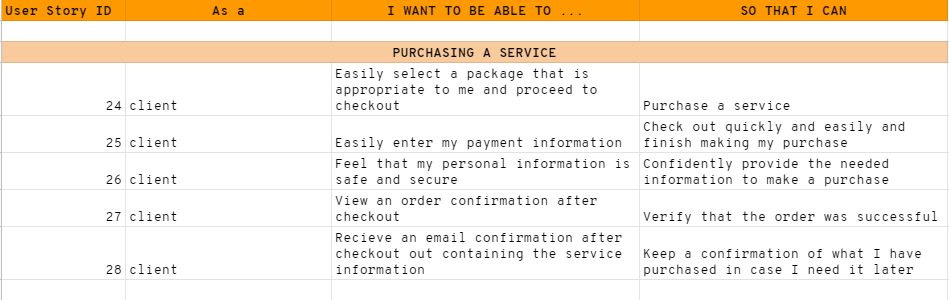 User Story ID As a I WANT TO BE ABLE TO ... SO THAT I CAN
PURCHASING A SERVICE
Easily select a package that is
appropriate to me and proceed to
24 client checkout Purchase a service
Check out quickly and easily and
25 client Easily enter my payment information finish making my purchase
Feel that my personal information is Confidently provide the needed
26 client safe and secure information to make a purchase
View an order confirmation after
27 client checkout Verify that the order was successful
Recieve an email confirmation after
checkout out containing the service Keep a confirmation of what I have
28 client information purchased in case I need it later